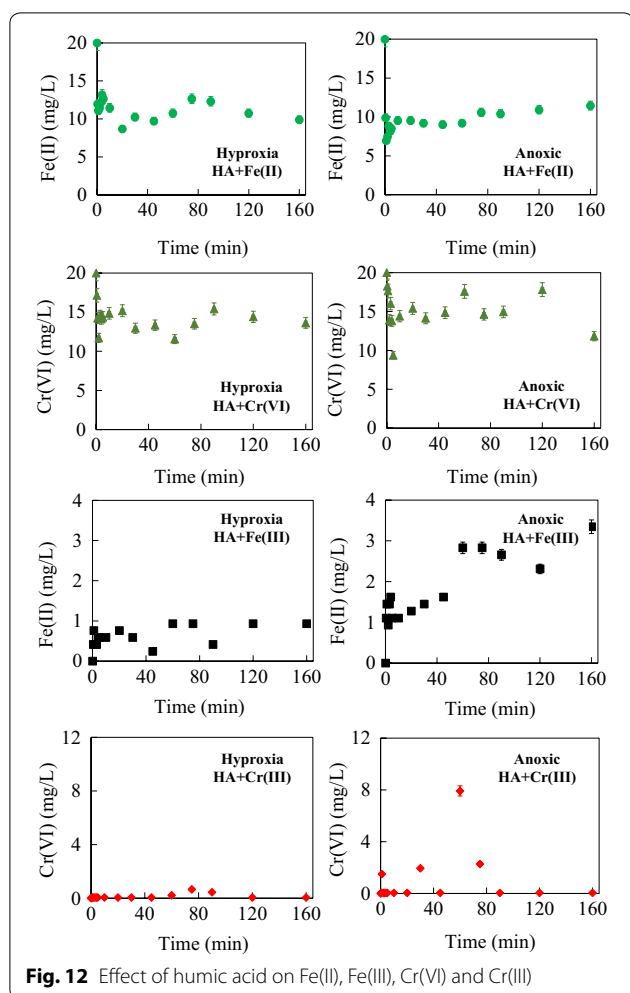 20
15
10
5
0
Fe(II) (mg/L)
Hyproxia
HA+Fe(II)
0 40 80 120 160
Time (min)
20
15
10
5
0
Fe(II) (mg/L)
Anoxic
HA+Fe(II)
0 40 80 120 160
Time (min)
20
15
10
5
0
Cr(VI) (mg/L)
Hyproxia
HA+Cr(VI)
0 40 80 120 160
Time (min)
20
15
10
5
0
Cr(VI) (mg/L)
Anoxic
HA+Cr(VI)
0 40 80 120 160
Time (min)
4
3
2
1
0
Fe(II) (mg/L)
Hyproxia
HA+Fe(III)
0 40 80 120 160
Time (min)
4
3
2
1
0
Fe(II) (mg/L)
Anoxic
HA+Fe(III)
0 40 80 120 160
Time (min)
12
8
4
0
Cr(VI) (mg/L)
Hyproxia
HA+Cr(III)
0 40 80 120 160
Time (min)
12
8
4
0
Cr(VI) (mg/L)
Anoxic
HA+Cr(III)
0 40 80 120 160
Time (min)
Fig. 12 Effect of humic acid on Fe(II), Fe(III), Cr(VI) and Cr(III)